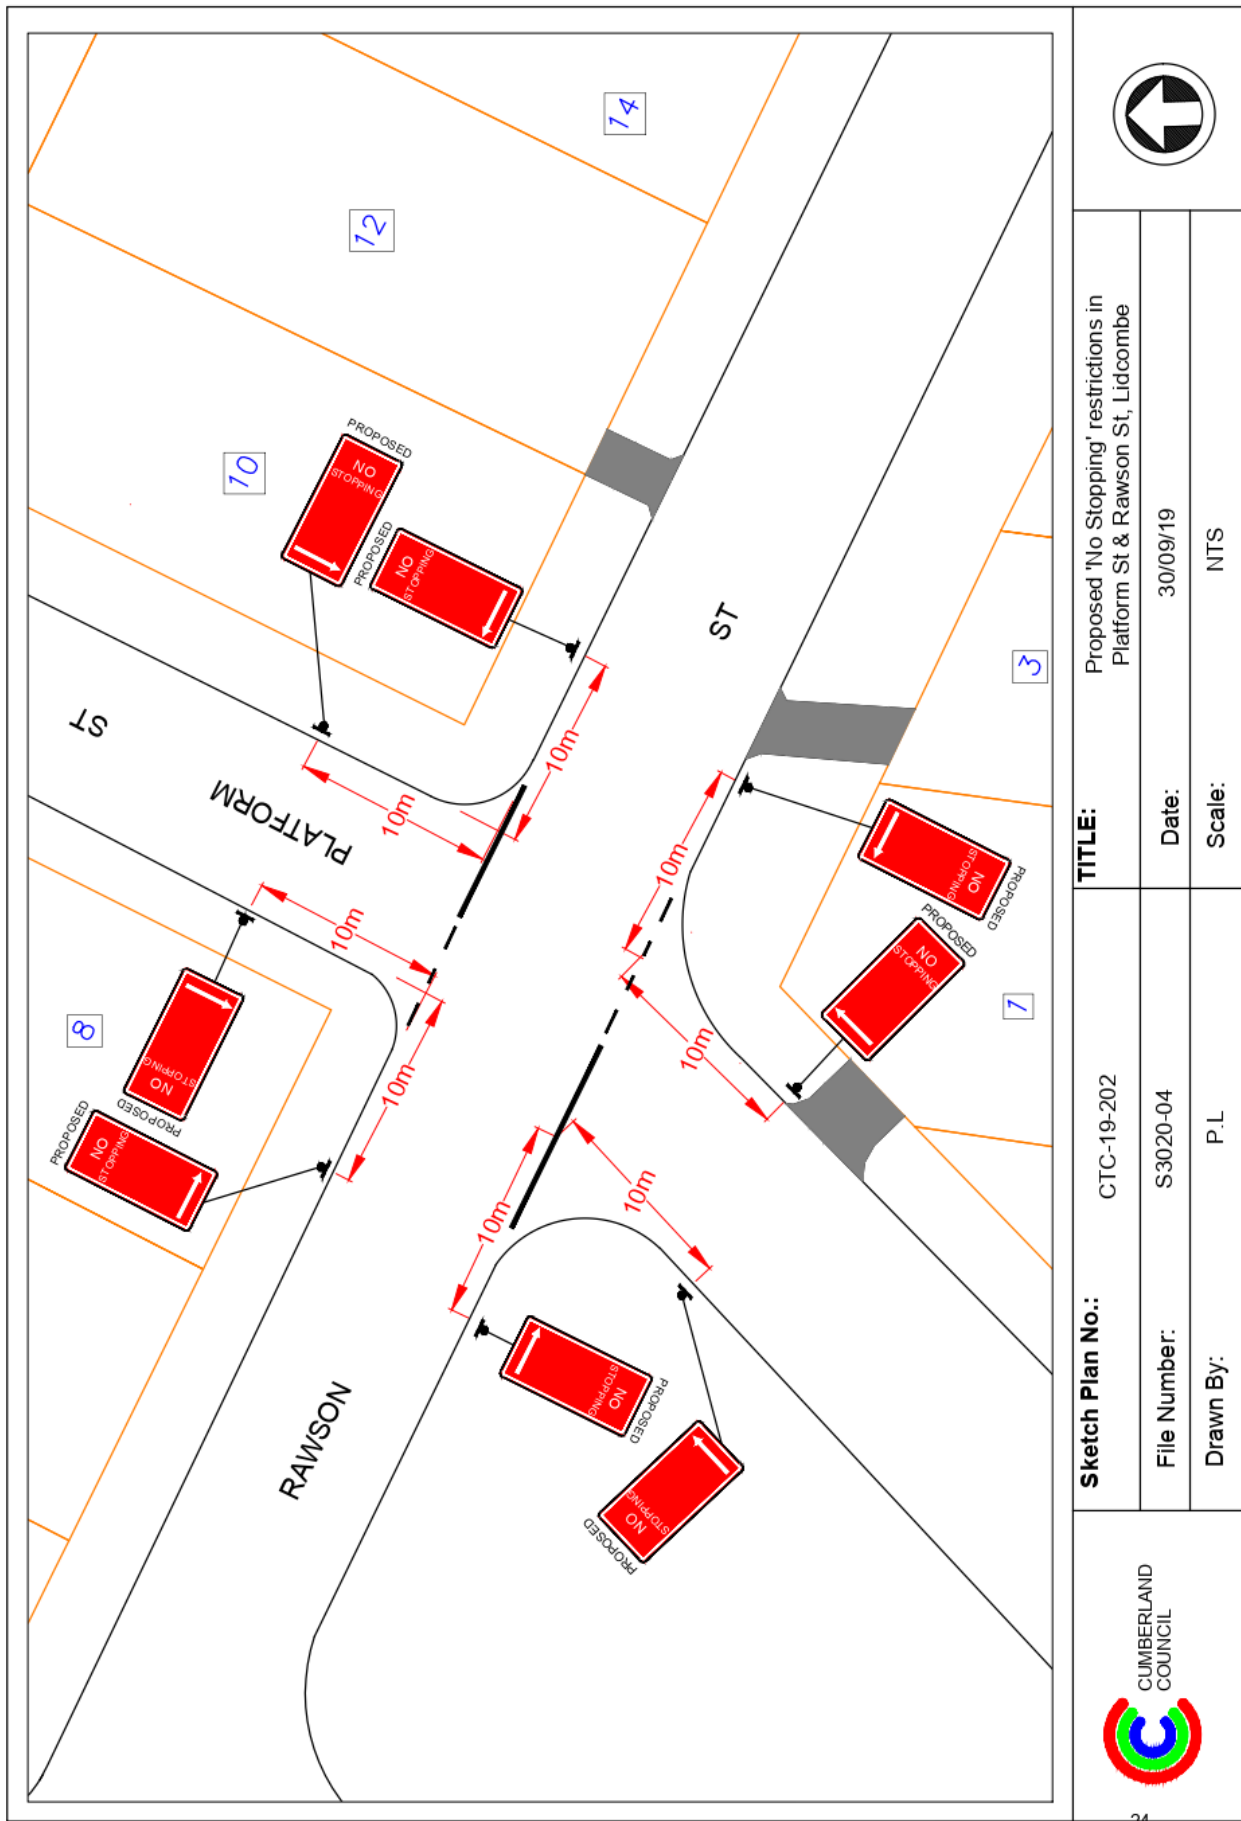 14
12
10
PROPOSED
NO
STOPPING
PROPOSED
NO
STOPPING
ST
PLATFORM
ST
RAWSON
8
PROPOSED
NO
STOPPING
PROPOSED
NO
STOPPING
3
1
PROPOSED
NO
STOPPING
PROPOSED
NO
STOPPING
PROPOSED
NO
STOPPING
PROPOSED
NO
STOPPING
10m
10m
10m
10m
10m
10m
10m
10m
CUMBERLAND
COUNCIL
Sketch Plan No.: CTC-19-202
File Number: S3020-04
Drawn By: P.L
TITLE: Proposed 'No Stopping' restrictions in
Platform St & Rawson St, Lidcombe
Date: 30/09/19
Scale: NTS